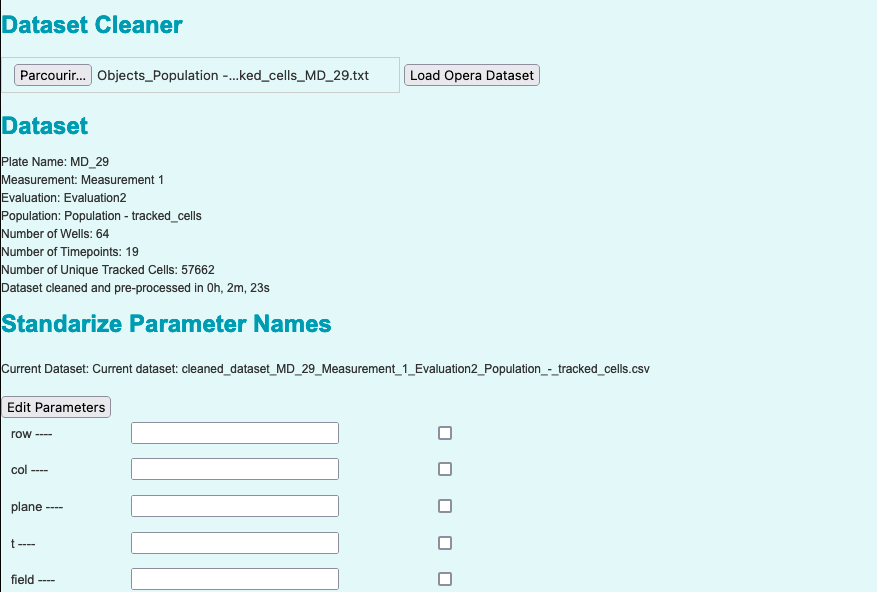 Dataset Cleaner
Parcourir... Objects_Population -...ked_cells_MD_29.txt Load Opera Dataset
Dataset
Plate Name: MD_29
Measurement: Measurement 1
Evaluation: Evaluation2
Population: Population - tracked_cells
Number of Wells: 64
Number of Timepoints: 19
Number of Unique Tracked Cells: 57662
Dataset cleaned and pre-processed in 0h, 2m, 23s
Standarize Parameter Names
Current Dataset: Current dataset: cleaned_dataset_MD_29_Measurement_1_Evaluation2_Population_-_tracked_cells.csv
Edit Parameters
row ----
col ----
plane ----
t ----
field ----